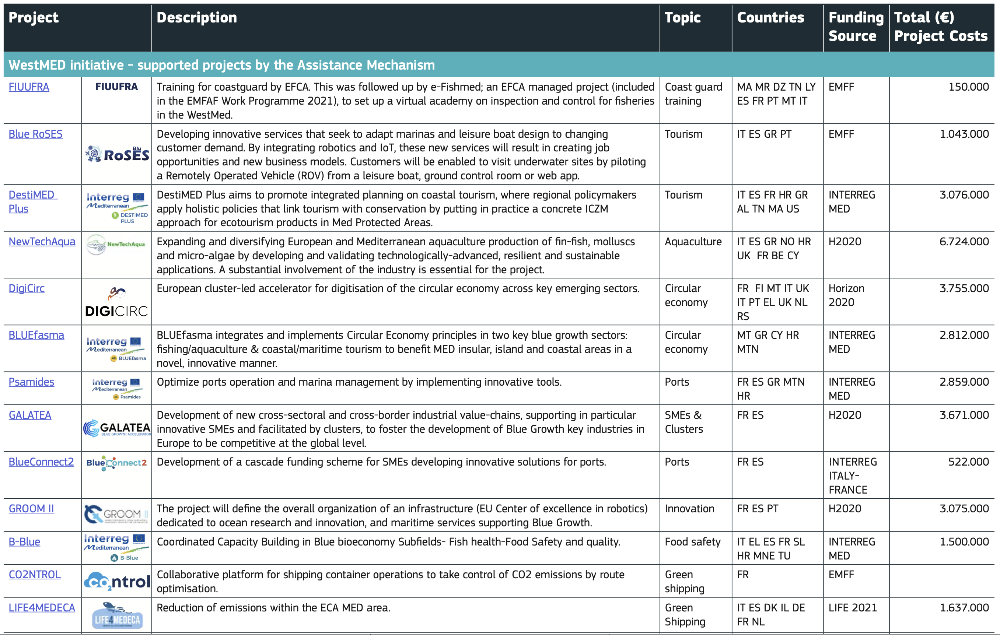 Project Description Topic Countries Funding Source Total (€) Project Costs
WestMED initiative - supported projects by the Assistance Mechanism
FIUUFRA FIUUFRA Training for coastguard by EFCA. This was followed up by e-Fishmed; an EFCA managed project (included Coast guard MA MR DZ TN LY EMFF 150.000
in the EMFAF Work Programme 2021), to set up a virtual academy on inspection and control for fisheries training ES FR PT MT IT
in the WestMed.
Blue RoSES Blu RoSES Developing innovative services that seek to adapt marinas and leisure boat design to changing Tourism IT ES GR PT EMFF 1.043.000
customer demand. By integrating robotics and IoT, these new services will result in creating job
opportunities and new business models. Customers will be enabled to visit underwater sites by piloting
a Remotely Operated Vehicle (ROV) from a leisure boat, ground control room or web app.
DestiMED Interreg DestiMED Plus aims to promote integrated planning on coastal tourism, where regional policymakers Tourism IT ES FR HR GR INTERREG 3.076.000
Plus Mediterranean apply holistic policies that link tourism with conservation by putting in practice a concrete ICZM AL TN MA US MED
DESTIMED PLUS approach for ecotourism products in Med Protected Areas.
NewTechAqua NewTechAqua Expanding and diversifying European and Mediterranean aquaculture production of fin-fish, molluscs Aquaculture IT ES GR NO HR H2020 6.724.000
and micro-algae by developing and validating technologically-advanced, resilient and sustainable UK FR BE CY
applications. A substantial involvement of the industry is essential for the project.
DigiCirc European cluster-led accelerator for digitisation of the circular economy across key emerging sectors. Circular FR FI MT IT UK Horizon 3.755.000
DIGICIRC economy IT PT EL UK NL 2020
RS
BLUEfasma Interreg BLUEfasma integrates and implements Circular Economy principles in two key blue growth sectors: Circular MT GR CY HR INTERREG 2.812.000
Mediterranean fishing/aquaculture & coastal/maritime tourism to benefit MED insular, island and coastal areas in a economy MTN MED
BLUEfasma novel, innovative manner.
Psamides Interreg Optimize ports operation and marina management by implementing innovative tools. Ports FR ES GR MTN INTERREG 2.859.000
Mediterranean HR MED
Psamides
GALATEA Development of new cross-sectoral and cross-border industrial value-chains, supporting in particular SMEs & FR ES H2020 3.671.000
GALATEA innovative SMEs and facilitated by clusters, to foster the development of Blue Growth key industries in Clusters
BLUE GROWTH ACCELERATOR Europe to be competitive at the global level.
BlueConnect2 BlueConnect2 Development of a cascade funding scheme for SMEs developing innovative solutions for ports. Ports FR ES INTERREG 522.000
ITALY-
FRANCE
GROOM II GROOM II The project will define the overall organization of an infrastructure (EU Center of excellence in robotics) Innovation FR ES PT H2020 3.075.000
dedicated to ocean research and innovation, and maritime services supporting Blue Growth.
B-Blue Interreg Coordinated Capacity Building in Blue bioeconomy Subfields- Fish health-Food Safety and quality. Food safety IT EL ES FR SL INTERREG 1.500.000
Mediterranean HR MNE TU MED
B-Blue
CO2NTROL CO2ntrol Collaborative platform for shipping container operations to take control of CO2 emissions by route Green FR EMFF
optimisation. shipping
LIFE4MEDECA Reduction of emissions within the ECA MED area. Green IT ES DK IL DE LIFE 2021 1.637.000
LIFE4MEDECA Shipping FR NL